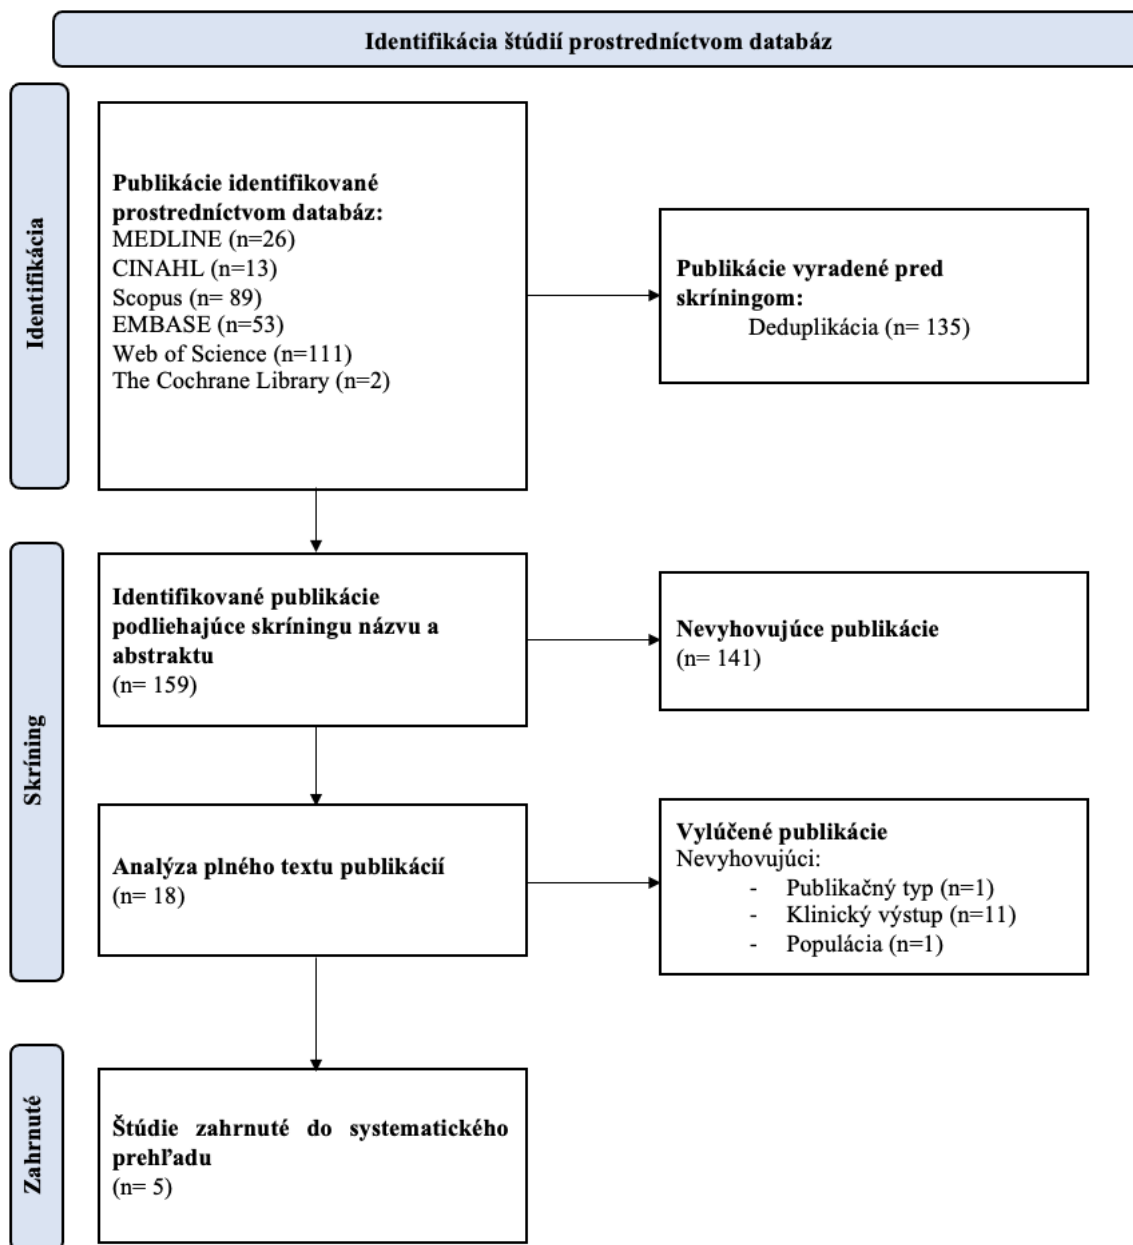 Identifikácia štúdií prostredníctvom databáz
Identifikácia
Publikácie identifikované
prostredníctvom databáz:
MEDLINE (n=26)
CINAHL (n=13)
Scopus (n= 89)
EMBASE (n=53)
Web of Science (n=111)
The Cochrane Library (n=2)
Publikácie vyradené pred
skríningom:
Deduplikácia (n= 135)
Skríning
Identifikované publikácie
podliehajúce skríningu názvu a
abstraktu
(n= 159)
Nevyhovujúce publikácie
(n= 141)
Analýza plného textu publikácií
(n= 18)
Vylúčené publikácie
Nevyhovujúci:
- Publikačný typ (n=1)
- Klinický výstup (n=11)
- Populácia (n=1)
Zahrnuté
Štúdie zahrnuté do systematického
prehľadu
(n= 5)